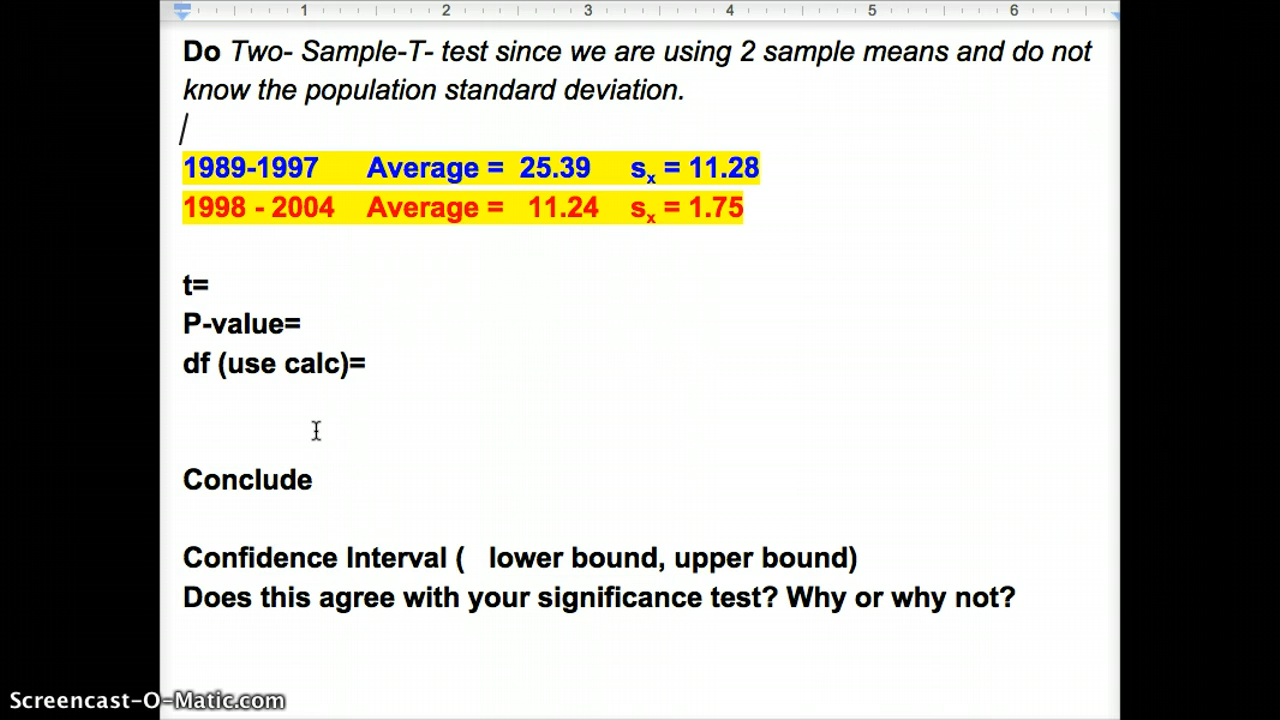 1 2 3 4 5 6
Do Two- Sample-T- test since we are using 2 sample means and do not
know the population standard deviation.
1989-1997 Average = 25.39 sx = 11.28
1998 - 2004 Average = 11.24 sx = 1.75
t=
P-value=
df (use calc)=
Conclude
Confidence Interval ( lower bound, upper bound)
Does this agree with your significance test? Why or why not?
Screencast-O-Matic.com